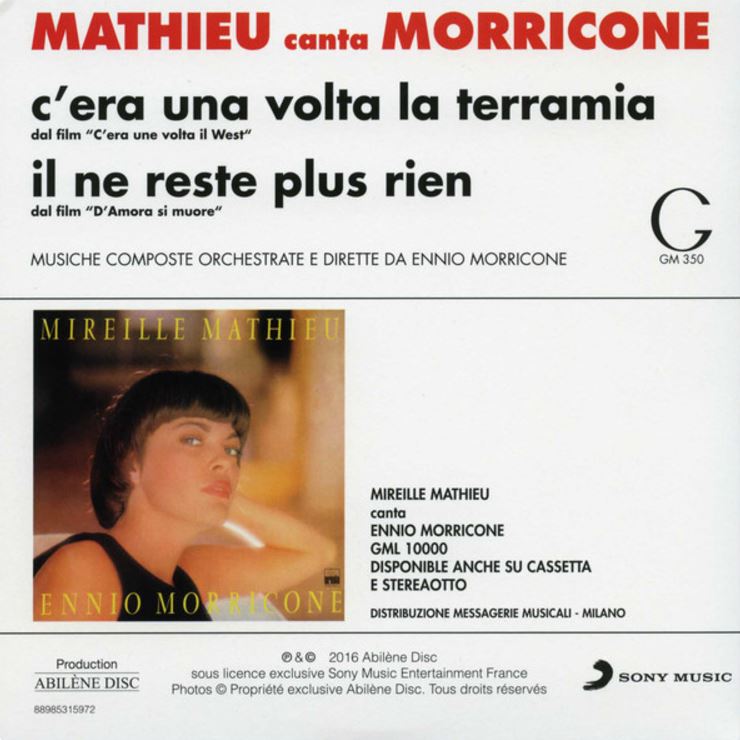 MATHIEU canta MORRICONE
c'era una volta la terramia
dal film "C'era une volta il West"
il ne reste plus rien
dal film "D'Amora si muore"
G
MUSICHE COMPOSTE ORCHESTRATE E DIRETTE DA ENNIO MORRICONE
GM 350
MIREILLE MATHIEU
ENNIO MORRICONE
MIREILLE MATHIEU
canta
ENNIO MORRICONE
GML 10000
DISPONIBLE ANCHE SU CASSETTA
E STEREAOTTO
DISTRIBUZIONE MESSAGERIE MUSICALI - MILANO
Production
ABILÈNE DISC
88985315972
℗ & © 2016 Abilène Disc
sous licence exclusive Sony Music Entertainment France
Photos © Propriété exclusive Abilène Disc. Tous droits réservés
SONY MUSIC